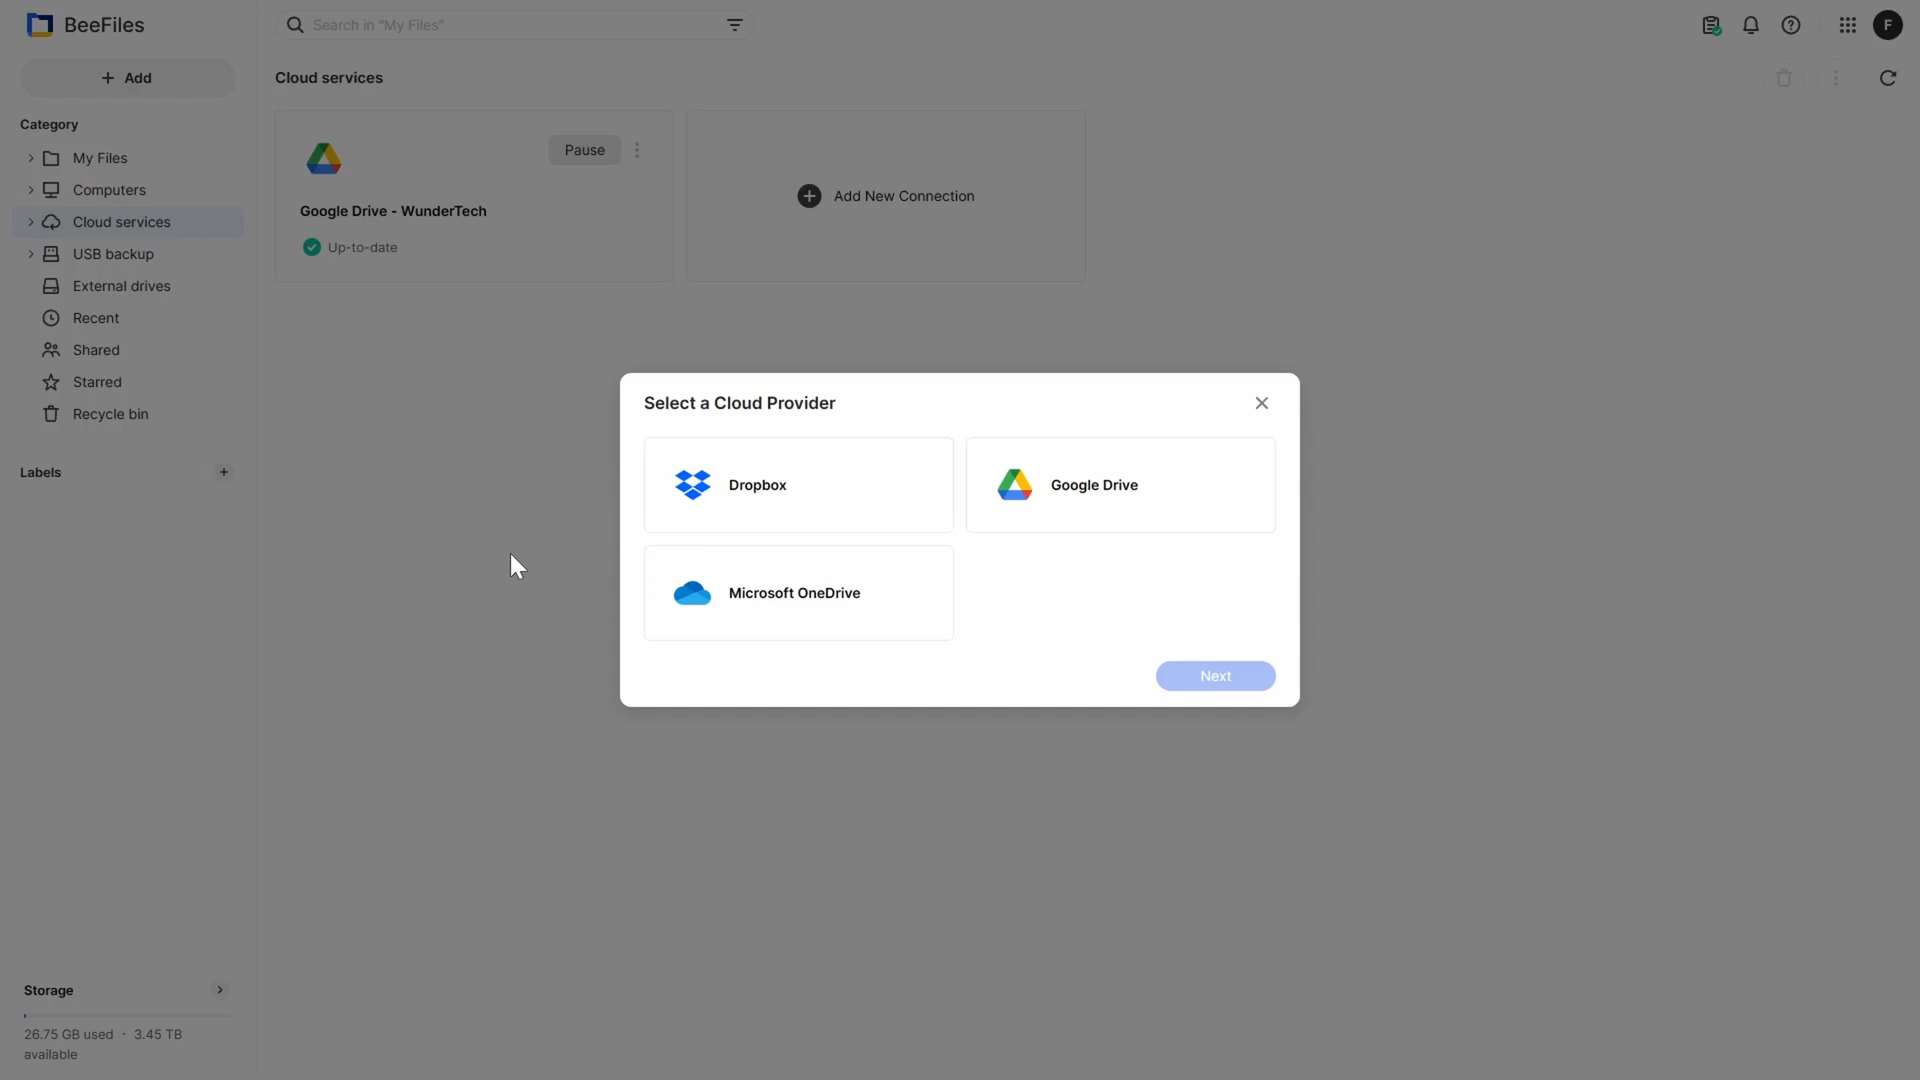 BeeFiles
Search in "My Files"
F
Add
Cloud services
Category
My Files
Computers
Cloud services
USB backup
External drives
Recent
Shared
Starred
Recycle bin
Labels
Pause
Google Drive - WunderTech
Up-to-date
Add New Connection
Select a Cloud Provider
Dropbox
Google Drive
Microsoft OneDrive
Next
Storage
26.75 GB used · 3.45 TB
available